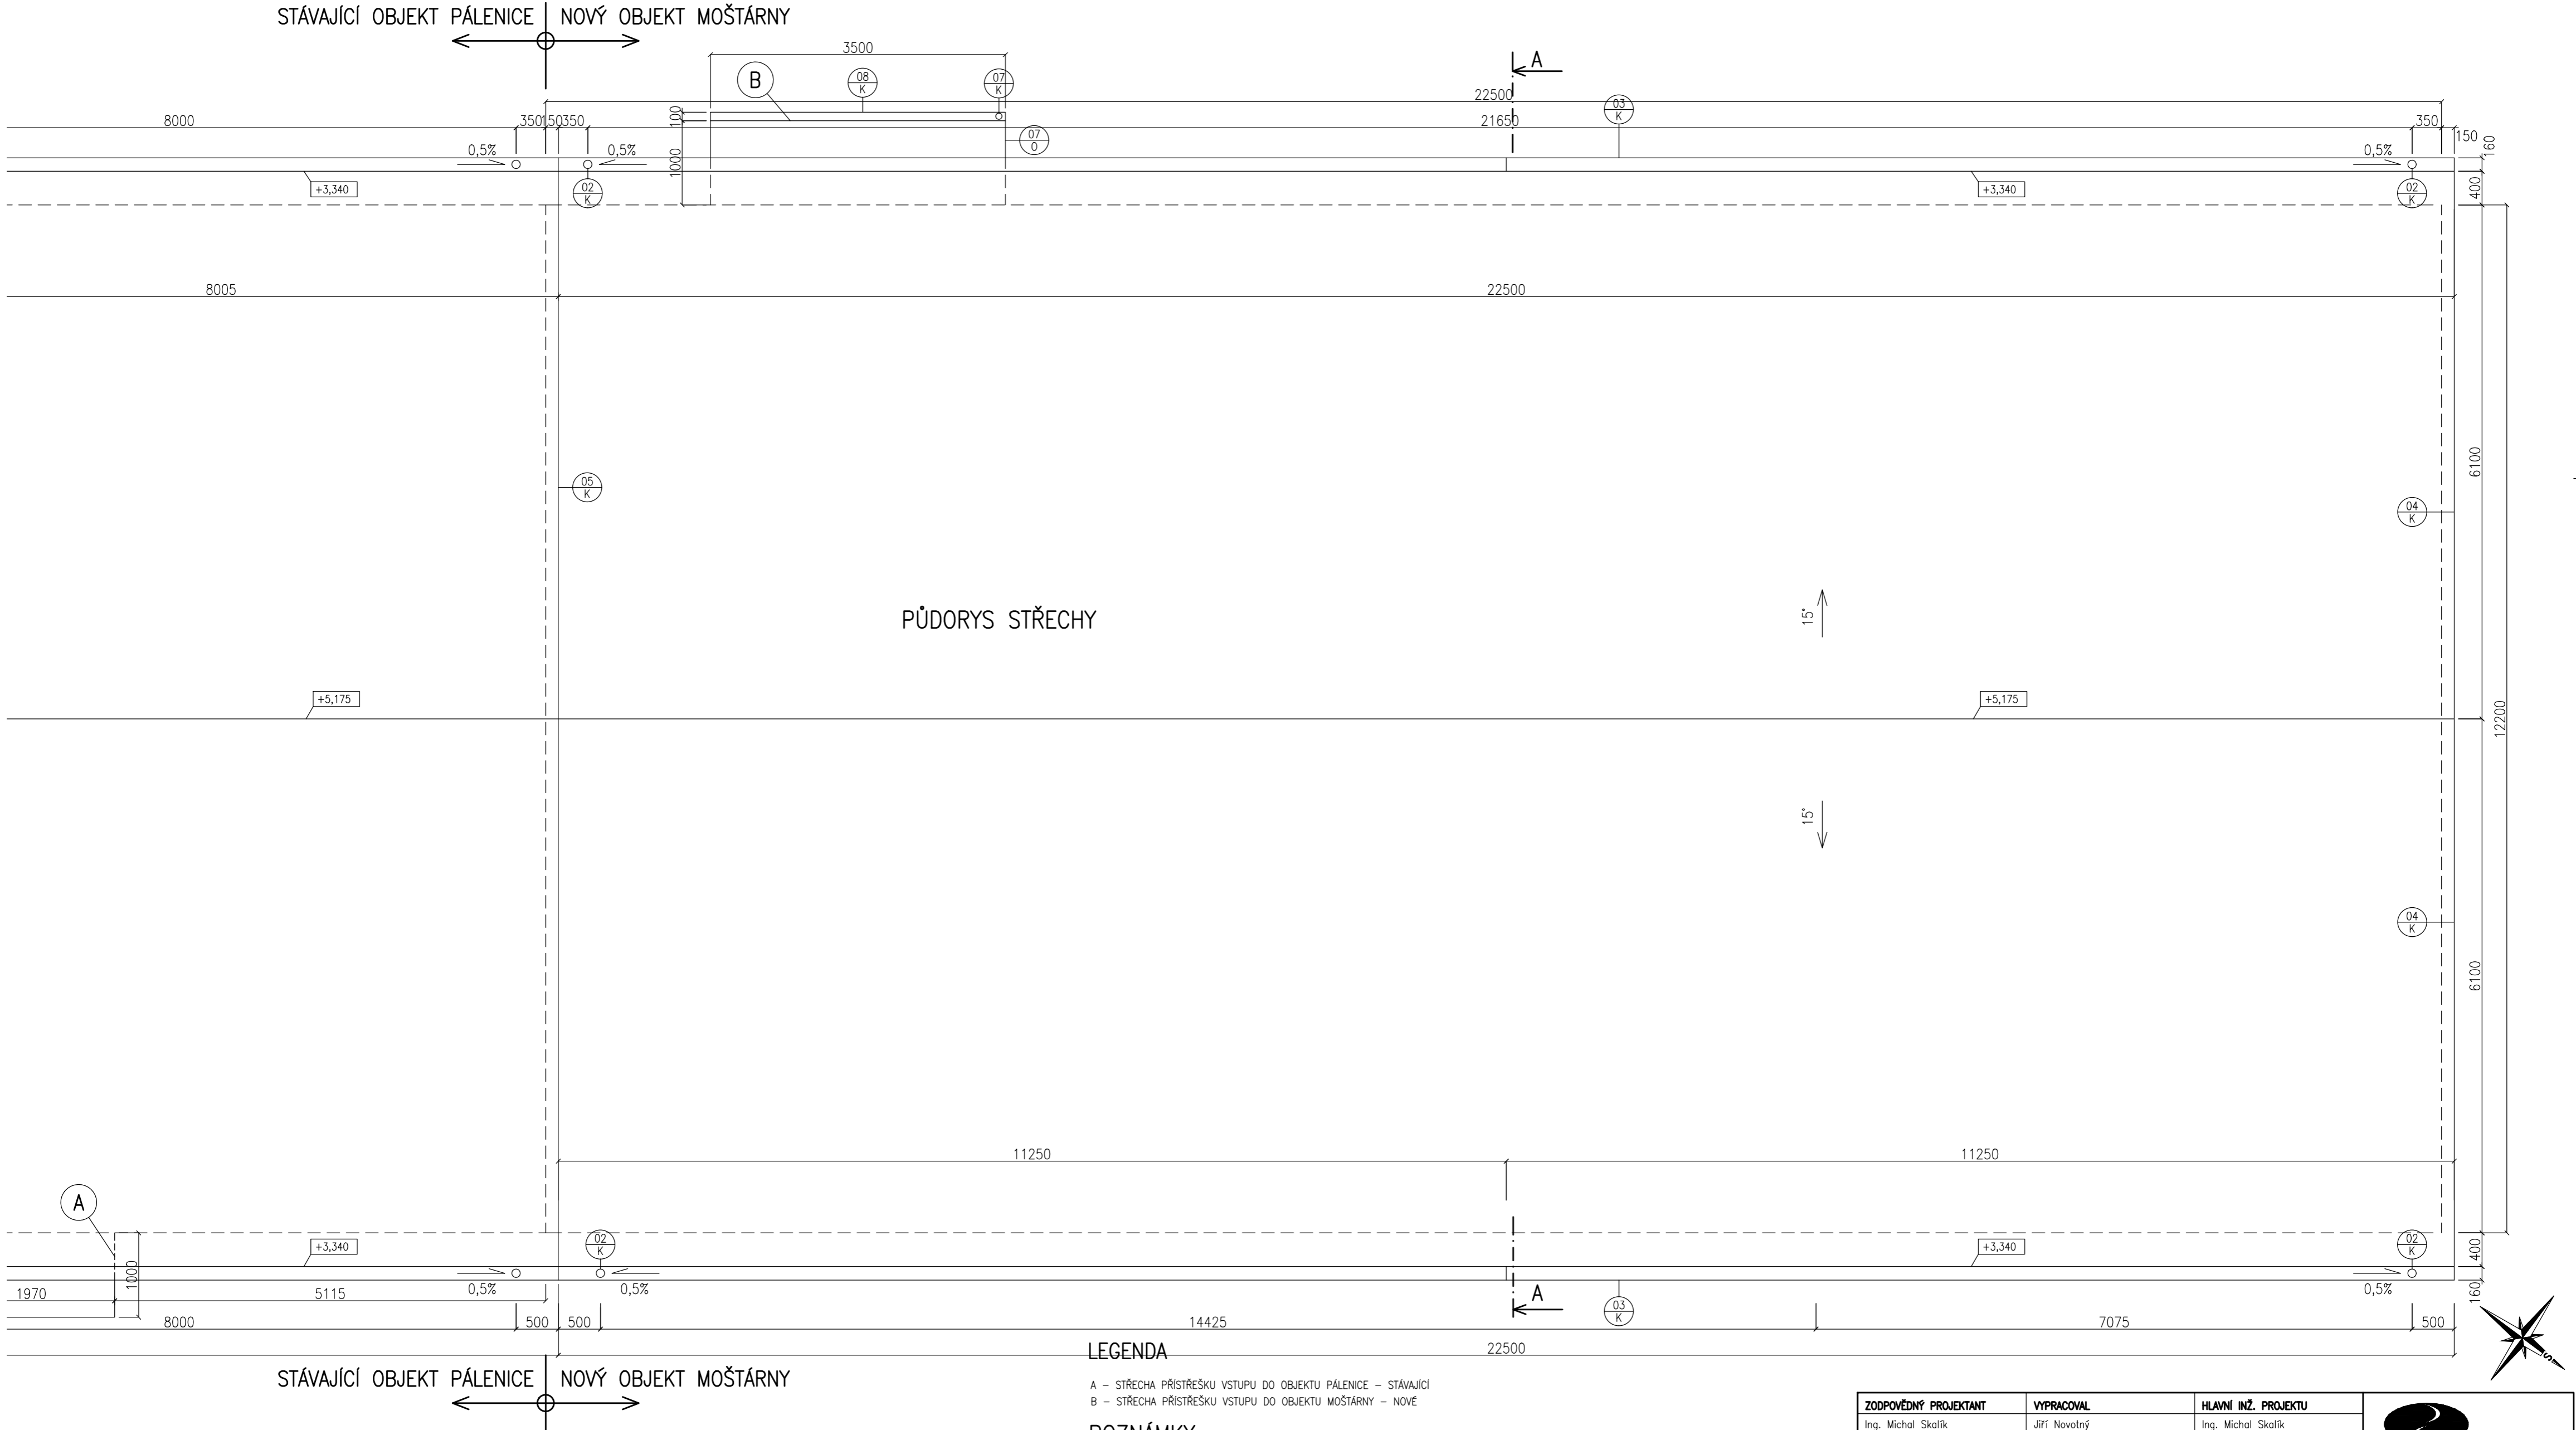 STÁVAJÍCÍ OBJEKT PÁLENICE NOVÝ OBJEKT MOŠTÁRNY
3500
A
B
08
K
07
K
22500
03
K
100
8000
350
150
350
21650
350
150
07
O
160
0,5%
0,5%
0,5%
1000
+3,340
02
K
+3,340
02
K
400
8005
22500
6100
05
K
04
K
PŮDORYS STŘECHY
15°
+5,175
+5,175
12200
15°
04
K
6100
11250
11250
A
+3,340
02
K
+3,340
02
K
400
1000
1970
5115
0,5%
0,5%
A
03
K
0,5%
160
8000
500
500
14425
7075
500
22500
S
LEGENDA
STÁVAJÍCÍ OBJEKT PÁLENICE NOVÝ OBJEKT MOŠTÁRNY
A – STŘECHA PŘÍSTŘEŠKU VSTUPU DO OBJEKTU PÁLENICE – STÁVAJÍCÍ
B – STŘECHA PŘÍSTŘEŠKU VSTUPU DO OBJEKTU MOŠTÁRNY – NOVÉ
POZNÁMKY
ZODPOVĚDNÝ PROJEKTANT VYPRACOVAL HLAVNÍ INŽ. PROJEKTU
Ing. Michal Skalík Jiří Novotný Ing. Michal Skalík